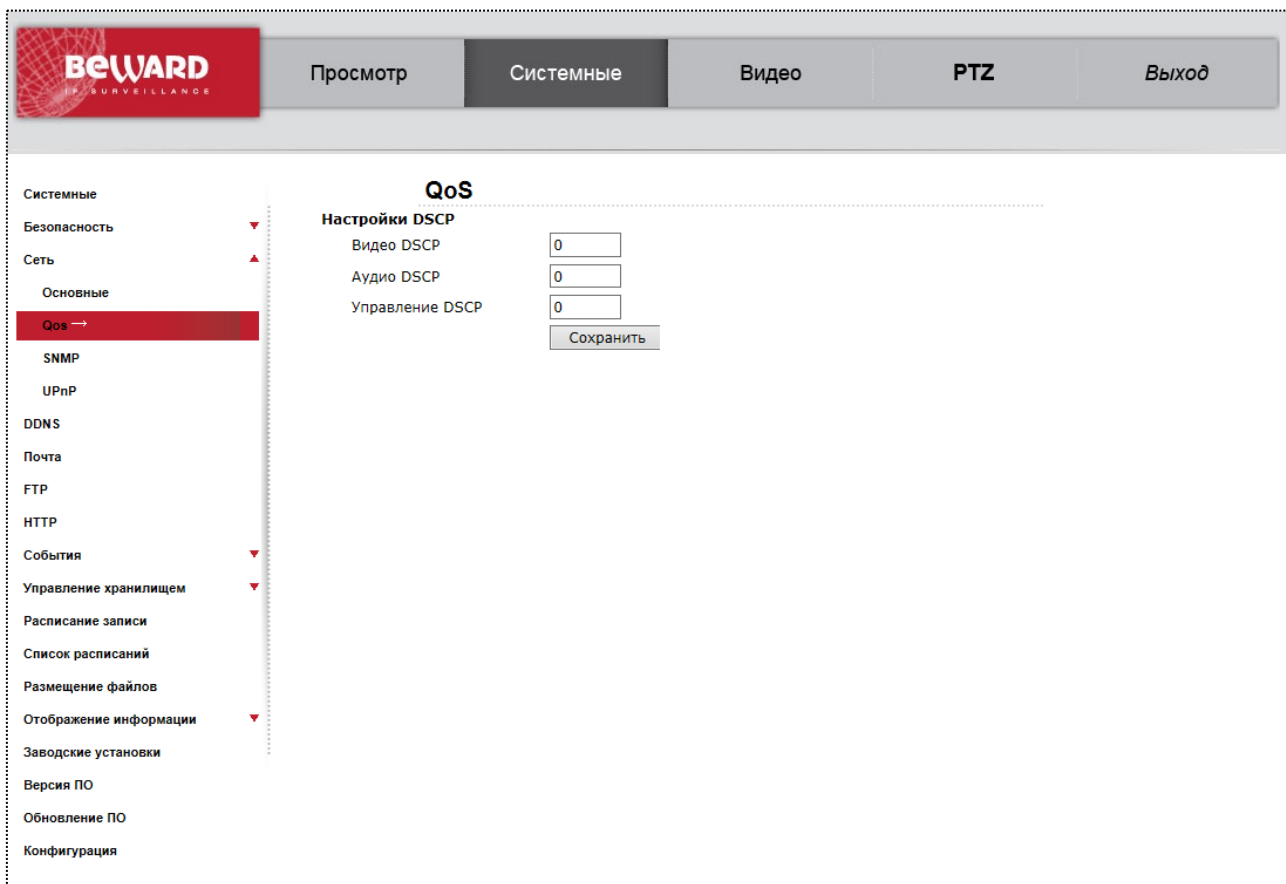 BEWARD
IP SURVEILLANCE
Просмотр
Системные
Видео
PTZ
Выход
Системные
Безопасность
Сеть
Основные
Qos →
SNMP
UPnP
DDNS
Почта
FTP
HTTP
События
Управление хранилищем
Расписание записи
Список расписаний
Размещение файлов
Отображение информации
Заводские установки
Версия ПО
Обновление ПО
Конфигурация
QoS
Настройки DSCP
Видео DSCP 0
Аудио DSCP 0
Управление DSCP 0
Сохранить